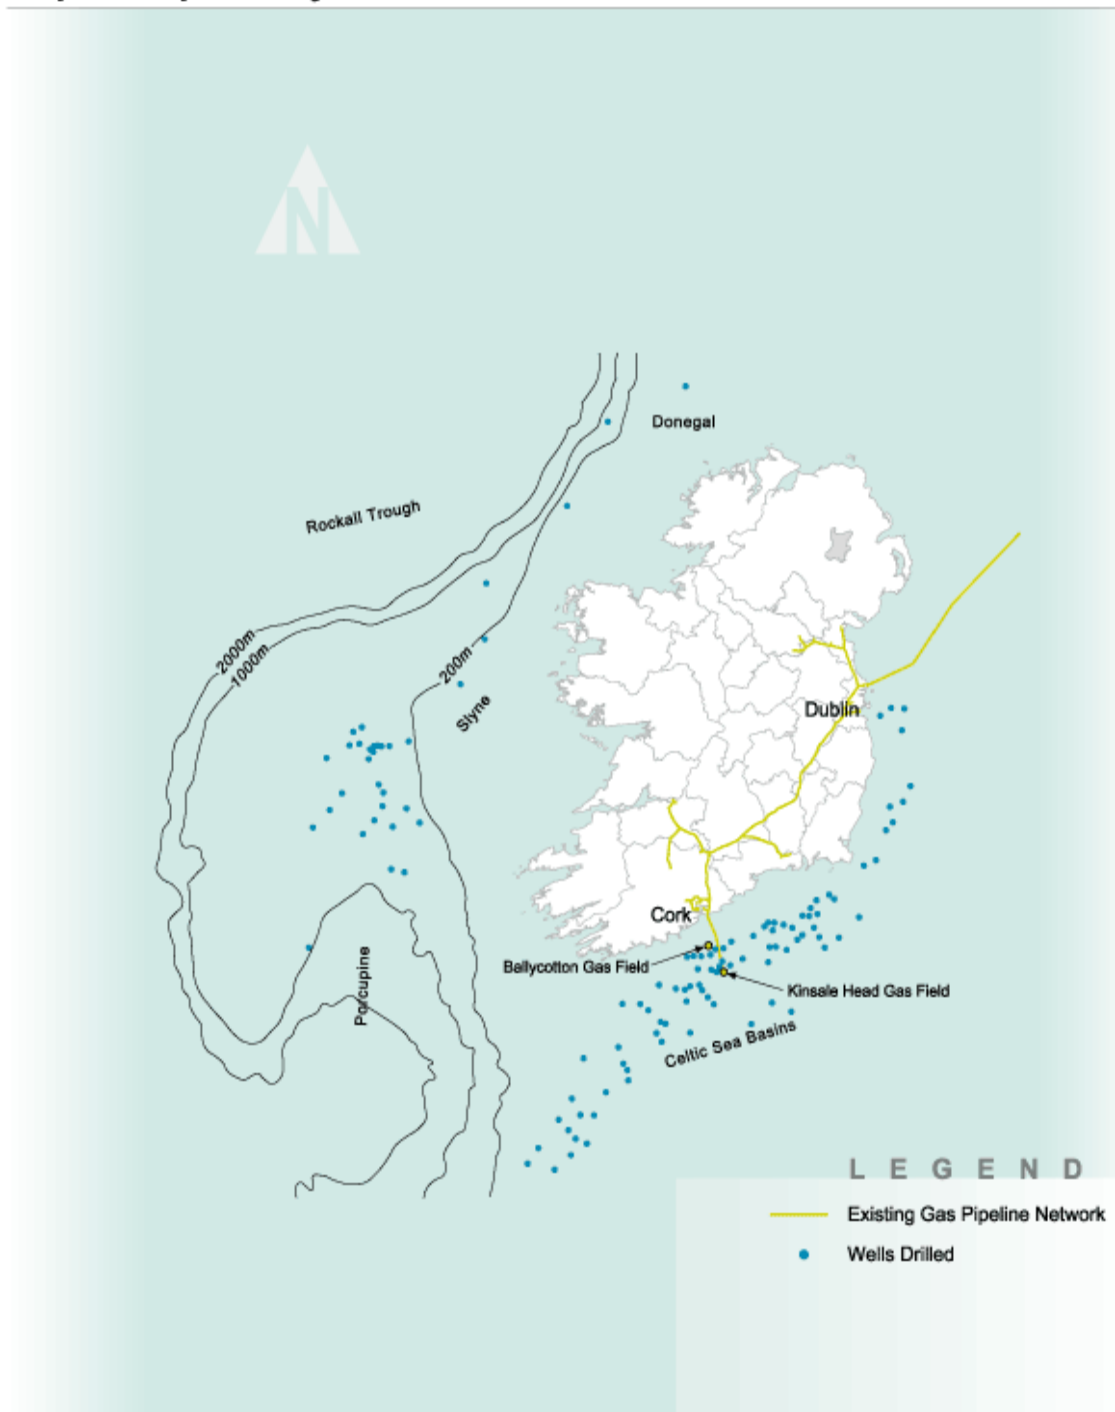 N
Donegal
Rockall Trough
2000m
1000m
200m
Slyne
Dublin
Cork
Porcupine
Ballycotton Gas Field
Kinsale Head Gas Field
Celtic Sea Basins
LEGEND
Existing Gas Pipeline Network
Wells Drilled